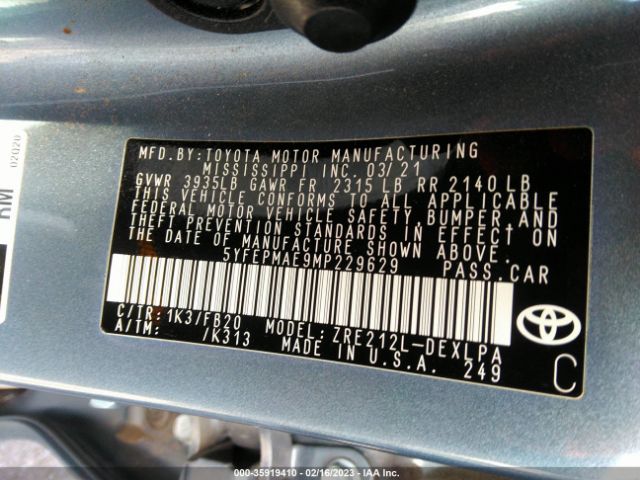 MFD.BY:TOYOTA MOTOR MANUFACTURING
MISSISSIPPI INC. 03/21
GVWR 3935LB GAWR FR 2315 LB RR 2140 LB
THIS VEHICLE CONFORMS TO ALL APPLICABLE
FEDERAL MOTOR VEHICLE SAFETY, BUMPER AND
THEFT PREVENTION STANDARDS IN EFFECT ON
THE DATE OF MANUFACTURE SHOWN ABOVE.
5YFEPMAE9MP229629 PASS.CAR
C/TR:1K3/FB20 MODEL: ZRE212L-DEXLPA
A/TM: /K313 MADE IN U.S.A. 249
C
RM
02020
000-35919410 - 02/16/2023 - IAA Inc.